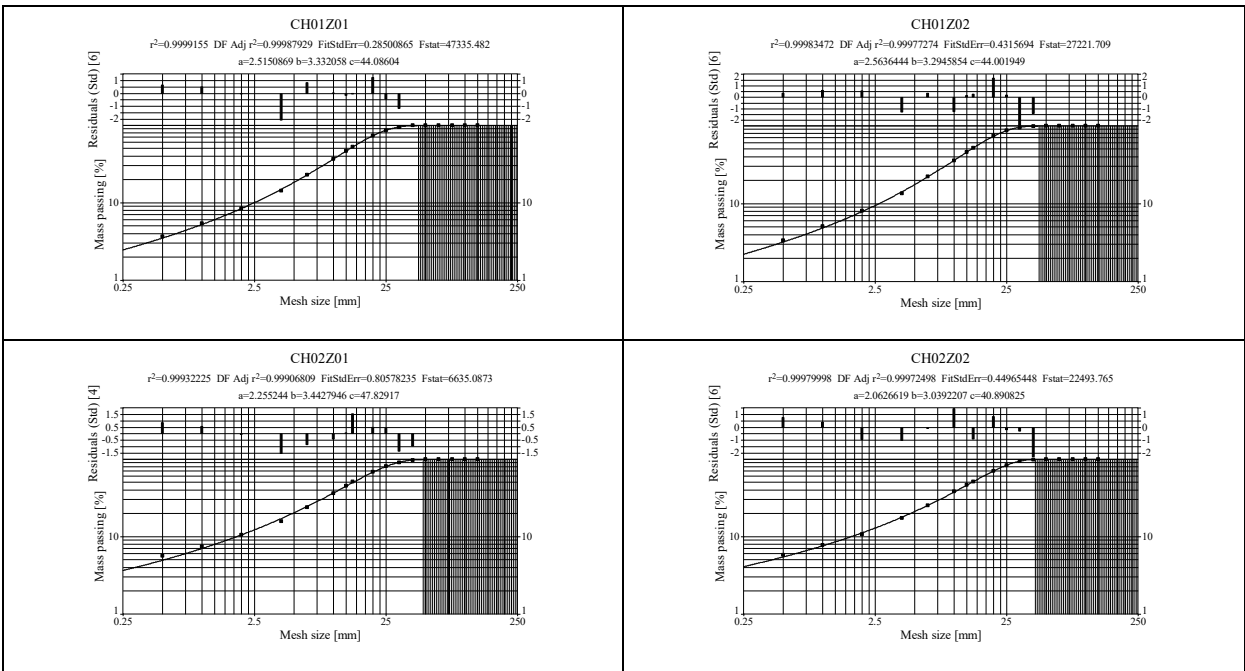 CH01Z01
r²=0.9999155 DF Adj r²=0.99987929 FitStdErr=0.28500865 Fstat=47335.482
a=2.5150869 b=3.332058 c=44.08604
Residuals (Std) [6]
1
0
-1
-2
1
0
-1
-2
Mass passing [%]
10
1
10
1
0.25
2.5
25
250
Mesh size [mm]
CH01Z02
r²=0.99983472 DF Adj r²=0.99977274 FitStdErr=0.4315694 Fstat=27221.709
a=2.5636444 b=3.2945854 c=44.001949
Residuals (Std) [6]
2
1
0
-1
-2
2
1
0
-1
-2
Mass passing [%]
10
1
10
1
0.25
2.5
25
250
Mesh size [mm]
CH02Z01
r²=0.99932225 DF Adj r²=0.99906809 FitStdErr=0.80578235 Fstat=6635.0873
a=2.255244 b=3.4427946 c=47.82917
Residuals (Std) [4]
1.5
0.5
-0.5
-1.5
1.5
0.5
-0.5
-1.5
Mass passing [%]
10
1
10
1
0.25
2.5
25
250
Mesh size [mm]
CH02Z02
r²=0.99979998 DF Adj r²=0.99972498 FitStdErr=0.44965448 Fstat=22493.765
a=2.0626619 b=3.0392207 c=40.890825
Residuals (Std) [6]
1
0
-1
-2
1
0
-1
-2
Mass passing [%]
10
1
10
1
0.25
2.5
25
250
Mesh size [mm]